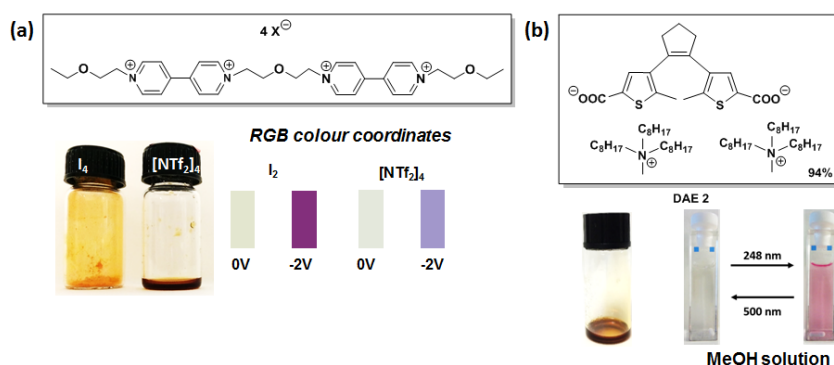 (a)
4 X⊖
O
N
⊕
⊕
N
O
N
⊕
⊕
N
O
RGB colour coordinates
I4
[NTf2]4
I2
[NTf2]4
0V
-2V
0V
-2V
(b)
⊖OOC
S
S
COO⊖
C8H17
C8H17
C8H17
C8H17
N
⊕
C8H17
C8H17
N
⊕
94%
DAE 2
248 nm
500 nm
MeOH solution